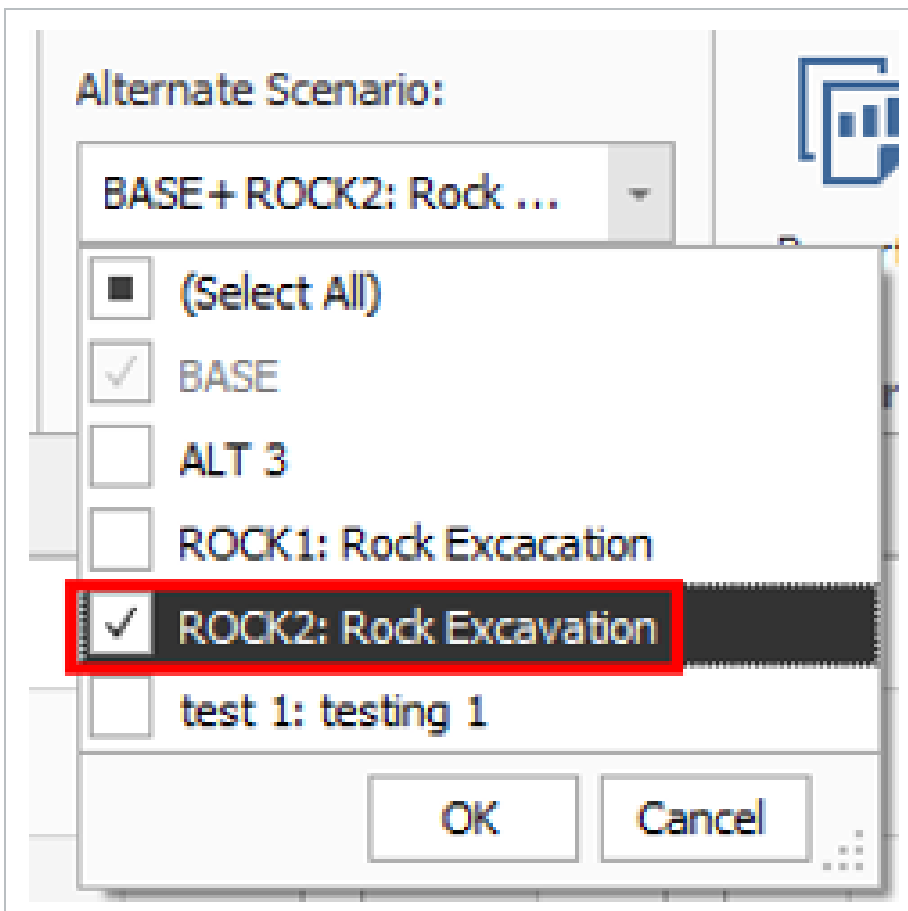 Alternate Scenario:
BASE+ROCK2: Rock ...
(Select All)
BASE
ALT 3
ROCK1: Rock Excacation
ROCK2: Rock Excavation
test 1: testing 1
OK
Cancel